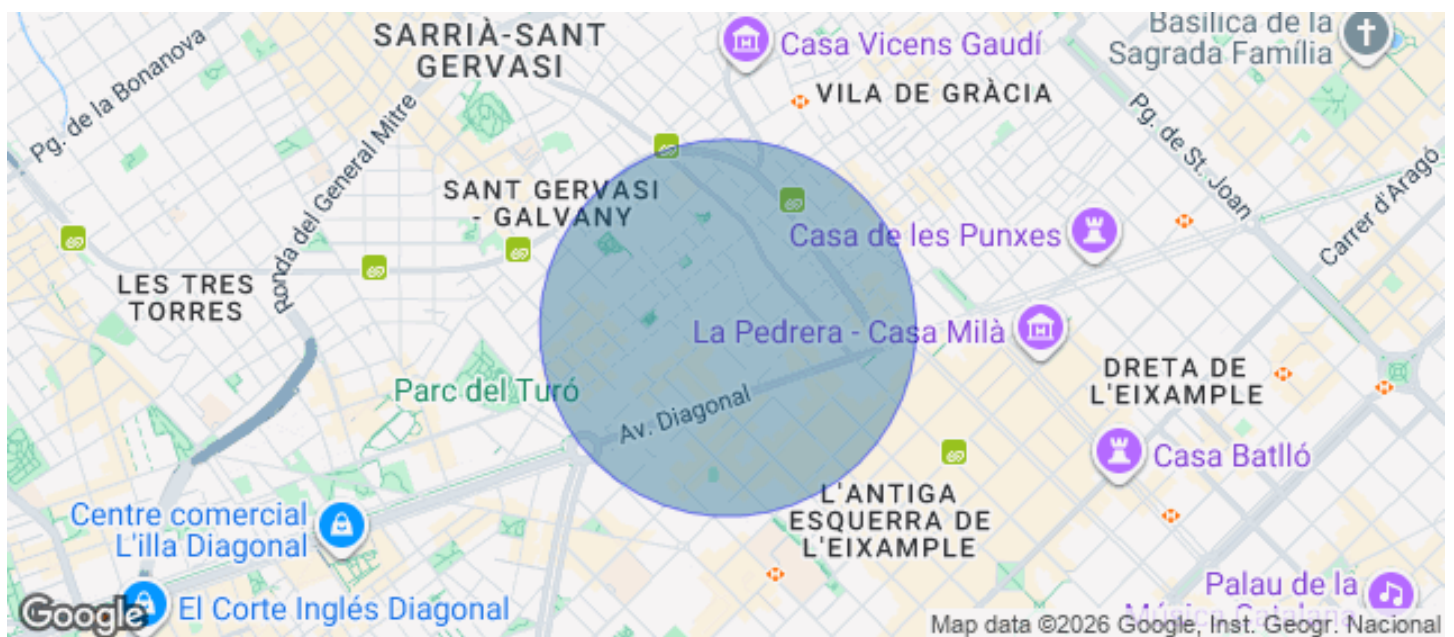 SARRIÀ-SANT
GERVASI
Casa Vicens Gaudí
Basílica de la
Sagrada Família
Pg. de la Bonanova
Ronda del General Mitre
VILA DE GRÀCIA
Pg. de St. Joan
Carrer d'Aragó
SANT GERVASI
- GALVANY
Casa de les Punxes
LES TRES
TORRES
La Pedrera - Casa Milà
Parc del Turó
Av. Diagonal
DRETA DE
L'EIXAMPLE
Casa Batlló
L'ANTIGA
ESQUERRA DE
L'EIXAMPLE
Centre comercial
L'illa Diagonal
El Corte Inglés Diagonal
Palau de la
Música Catalana
Google
Map data ©2026 Google, Inst. Geogr. Nacional